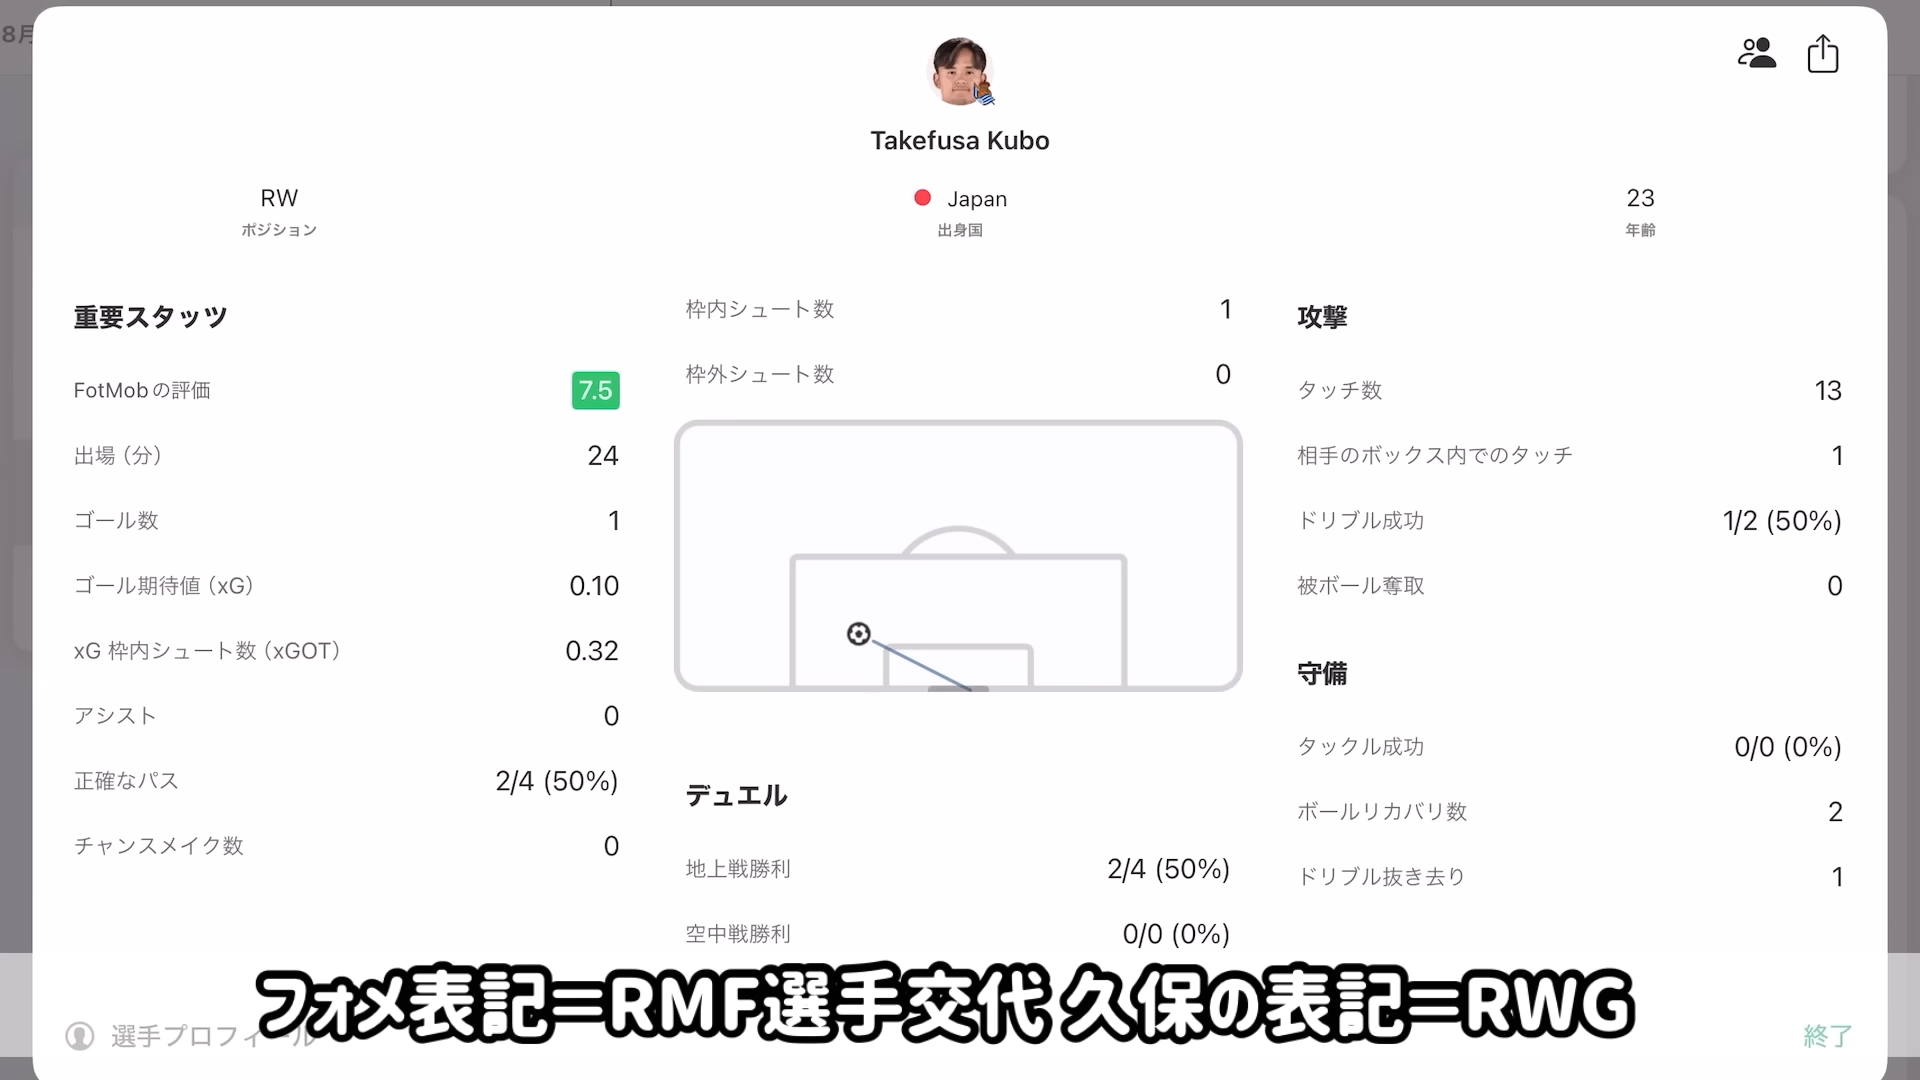 8月
Takefusa Kubo
RW
ポジション
Japan
出身国
23
年齢
重要スタッツ
FotMobの評価 7.5
出場（分） 24
ゴール数 1
ゴール期待値（xG） 0.10
xG 枠内シュート数（xGOT） 0.32
アシスト 0
正確なパス 2/4 (50%)
チャンスメイク数 0
枠内シュート数 1
枠外シュート数 0
デュエル
地上戦勝利 2/4 (50%)
空中戦勝利 0/0 (0%)
攻撃
タッチ数 13
相手のボックス内でのタッチ 1
ドリブル成功 1/2 (50%)
被ボール奪取 0
守備
タックル成功 0/0 (0%)
ボールリカバリ数 2
ドリブル抜き去り 1
フォメ表記＝RMF選手交代 久保の表記＝RWG
選手プロフィール
終了